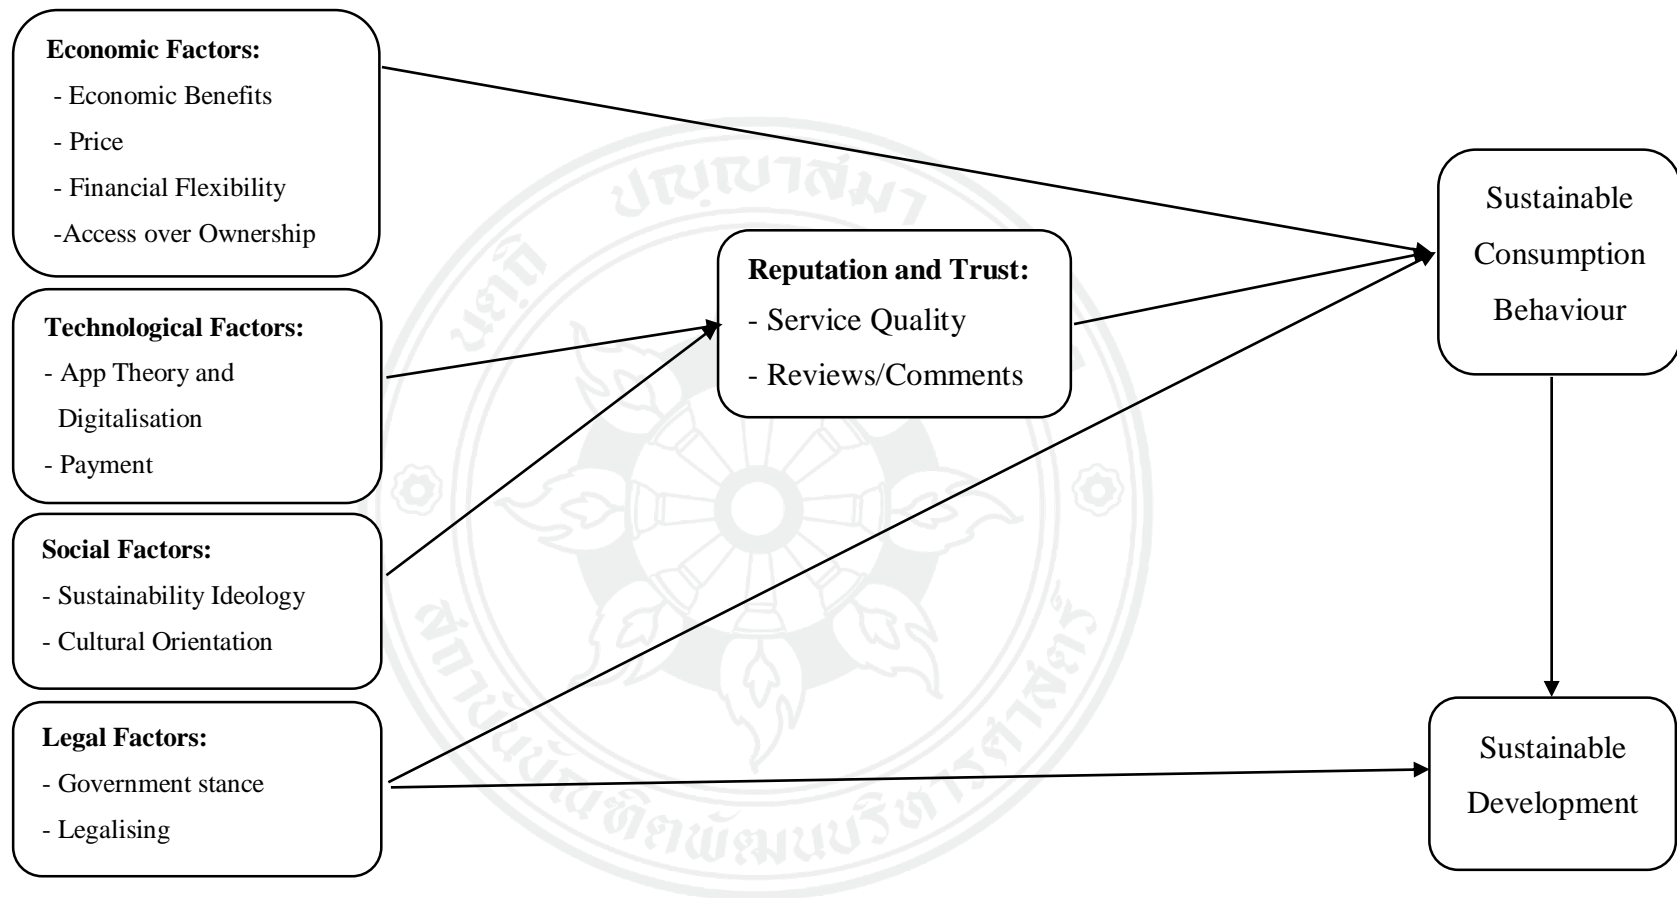 Economic Factors:
- Economic Benefits
- Price
- Financial Flexibility
-Access over Ownership
Technological Factors:
- App Theory and
Digitalisation
- Payment
Social Factors:
- Sustainability Ideology
- Cultural Orientation
Legal Factors:
- Government stance
- Legalising
Reputation and Trust:
- Service Quality
- Reviews/Comments
Sustainable
Consumption
Behaviour
Sustainable
Development